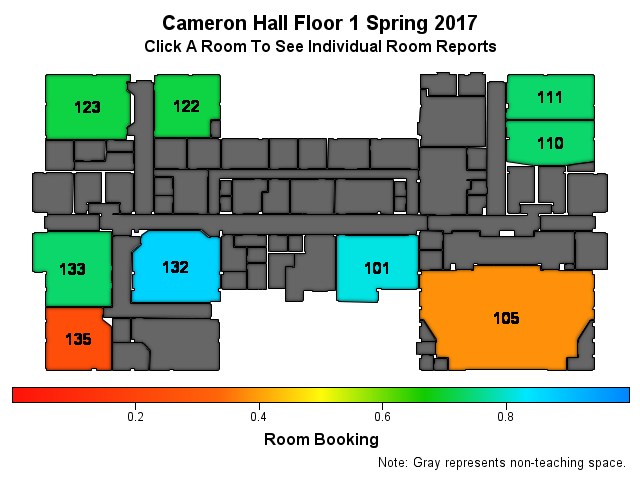 Cameron Hall Floor 1 Spring 2017
Click A Room To See Individual Room Reports
123
122
111
110
133
132
101
135
105
0.2 0.4 0.6 0.8
Room Booking
Note: Gray represents non-teaching space.